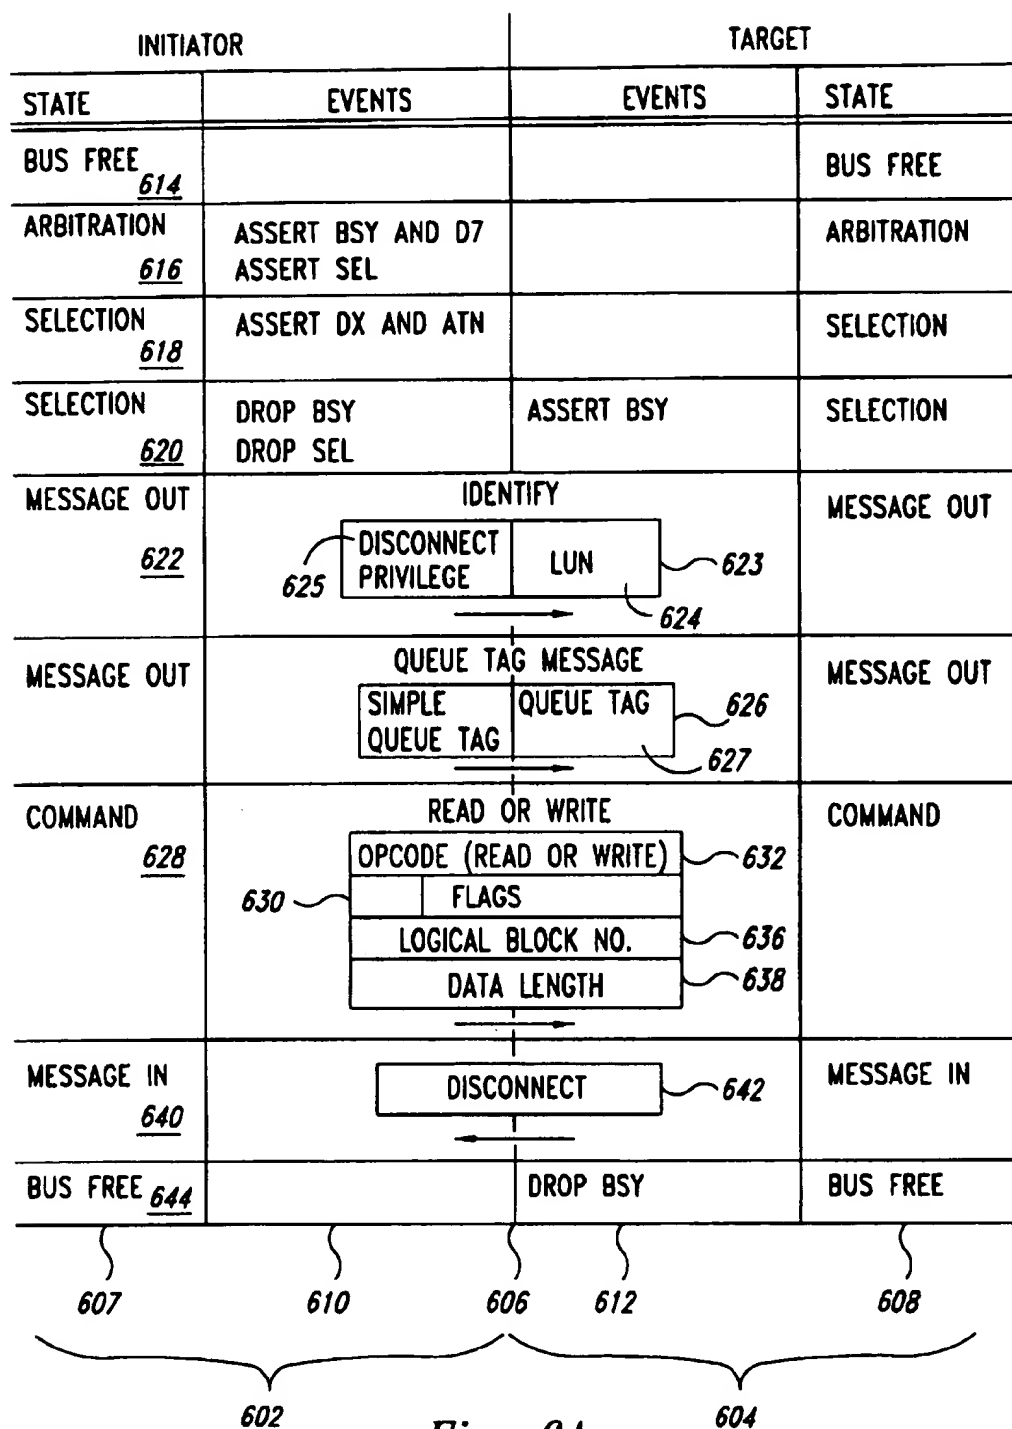 INITIATOR TARGET
STATE EVENTS EVENTS STATE
BUS FREE BUS FREE
614
ARBITRATION ASSERT BSY AND D7 ARBITRATION
616 ASSERT SEL
SELECTION ASSERT DX AND ATN SELECTION
618
SELECTION DROP BSY ASSERT BSY SELECTION
620 DROP SEL
MESSAGE OUT IDENTIFY MESSAGE OUT
622 625 DISCONNECT PRIVILEGE LUN 623
624
MESSAGE OUT QUEUE TAG MESSAGE MESSAGE OUT
SIMPLE QUEUE TAG QUEUE TAG 626
627
COMMAND READ OR WRITE COMMAND
628 OPCODE (READ OR WRITE) 632
630 FLAGS
LOGICAL BLOCK NO. 636
DATA LENGTH 638
MESSAGE IN DISCONNECT 642 MESSAGE IN
640
BUS FREE 644 DROP BSY BUS FREE
607 610 606 612 608
602 604